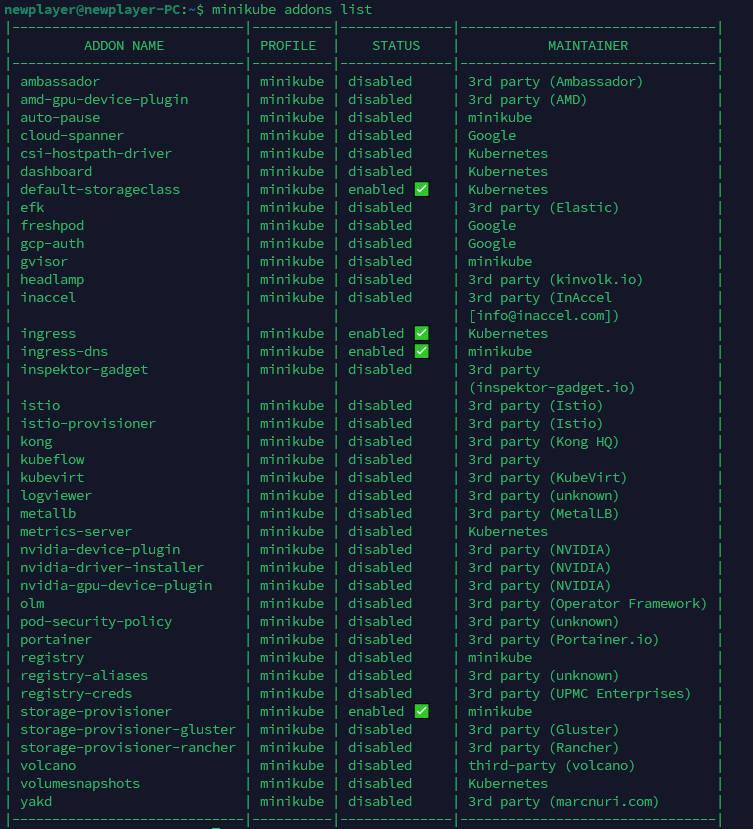 newplayer@newplayer-PC:~$ minikube addons list
|-----------------------------|----------|--------------|--------------------------------|
|         ADDON NAME          | PROFILE  |    STATUS    |           MAINTAINER           |
|-----------------------------|----------|--------------|--------------------------------|
| ambassador                  | minikube | disabled     | 3rd party (Ambassador)         |
| amd-gpu-device-plugin       | minikube | disabled     | 3rd party (AMD)                |
| auto-pause                  | minikube | disabled     | minikube                       |
| cloud-spanner               | minikube | disabled     | Google                         |
| csi-hostpath-driver         | minikube | disabled     | Kubernetes                     |
| dashboard                   | minikube | disabled     | Kubernetes                     |
| default-storageclass        | minikube | enabled ✅   | Kubernetes                     |
| efk                         | minikube | disabled     | 3rd party (Elastic)            |
| freshpod                    | minikube | disabled     | Google                         |
| gcp-auth                    | minikube | disabled     | Google                         |
| gvisor                      | minikube | disabled     | minikube                       |
| headlamp                    | minikube | disabled     | 3rd party (kinvolk.io)         |
| inaccel                     | minikube | disabled     | 3rd party (InAccel             |
|                             |          |              | [info@inaccel.com])            |
| ingress                     | minikube | enabled ✅   | Kubernetes                     |
| ingress-dns                 | minikube | enabled ✅   | minikube                       |
| inspektor-gadget            | minikube | disabled     | 3rd party                      |
|                             |          |              | (inspektor-gadget.io)          |
| istio                       | minikube | disabled     | 3rd party (Istio)              |
| istio-provisioner           | minikube | disabled     | 3rd party (Istio)              |
| kong                        | minikube | disabled     | 3rd party (Kong HQ)            |
| kubeflow                    | minikube | disabled     | 3rd party                      |
| kubevirt                    | minikube | disabled     | 3rd party (KubeVirt)           |
| logviewer                   | minikube | disabled     | 3rd party (unknown)            |
| metallb                     | minikube | disabled     | 3rd party (MetalLB)            |
| metrics-server              | minikube | disabled     | Kubernetes                     |
| nvidia-device-plugin        | minikube | disabled     | 3rd party (NVIDIA)             |
| nvidia-driver-installer     | minikube | disabled     | 3rd party (NVIDIA)             |
| nvidia-gpu-device-plugin    | minikube | disabled     | 3rd party (NVIDIA)             |
| olm                         | minikube | disabled     | 3rd party (Operator Framework) |
| pod-security-policy         | minikube | disabled     | 3rd party (unknown)            |
| portainer                   | minikube | disabled     | 3rd party (Portainer.io)       |
| registry                    | minikube | disabled     | minikube                       |
| registry-aliases            | minikube | disabled     | 3rd party (unknown)            |
| registry-creds              | minikube | disabled     | 3rd party (UPMC Enterprises)   |
| storage-provisioner         | minikube | enabled ✅   | minikube                       |
| storage-provisioner-gluster | minikube | disabled     | 3rd party (Gluster)            |
| storage-provisioner-rancher | minikube | disabled     | 3rd party (Rancher)            |
| volcano                     | minikube | disabled     | third-party (volcano)          |
| volumesnapshots             | minikube | disabled     | Kubernetes                     |
| yakd                        | minikube | disabled     | 3rd party (marcnuri.com)       |
|-----------------------------|----------|--------------|--------------------------------|